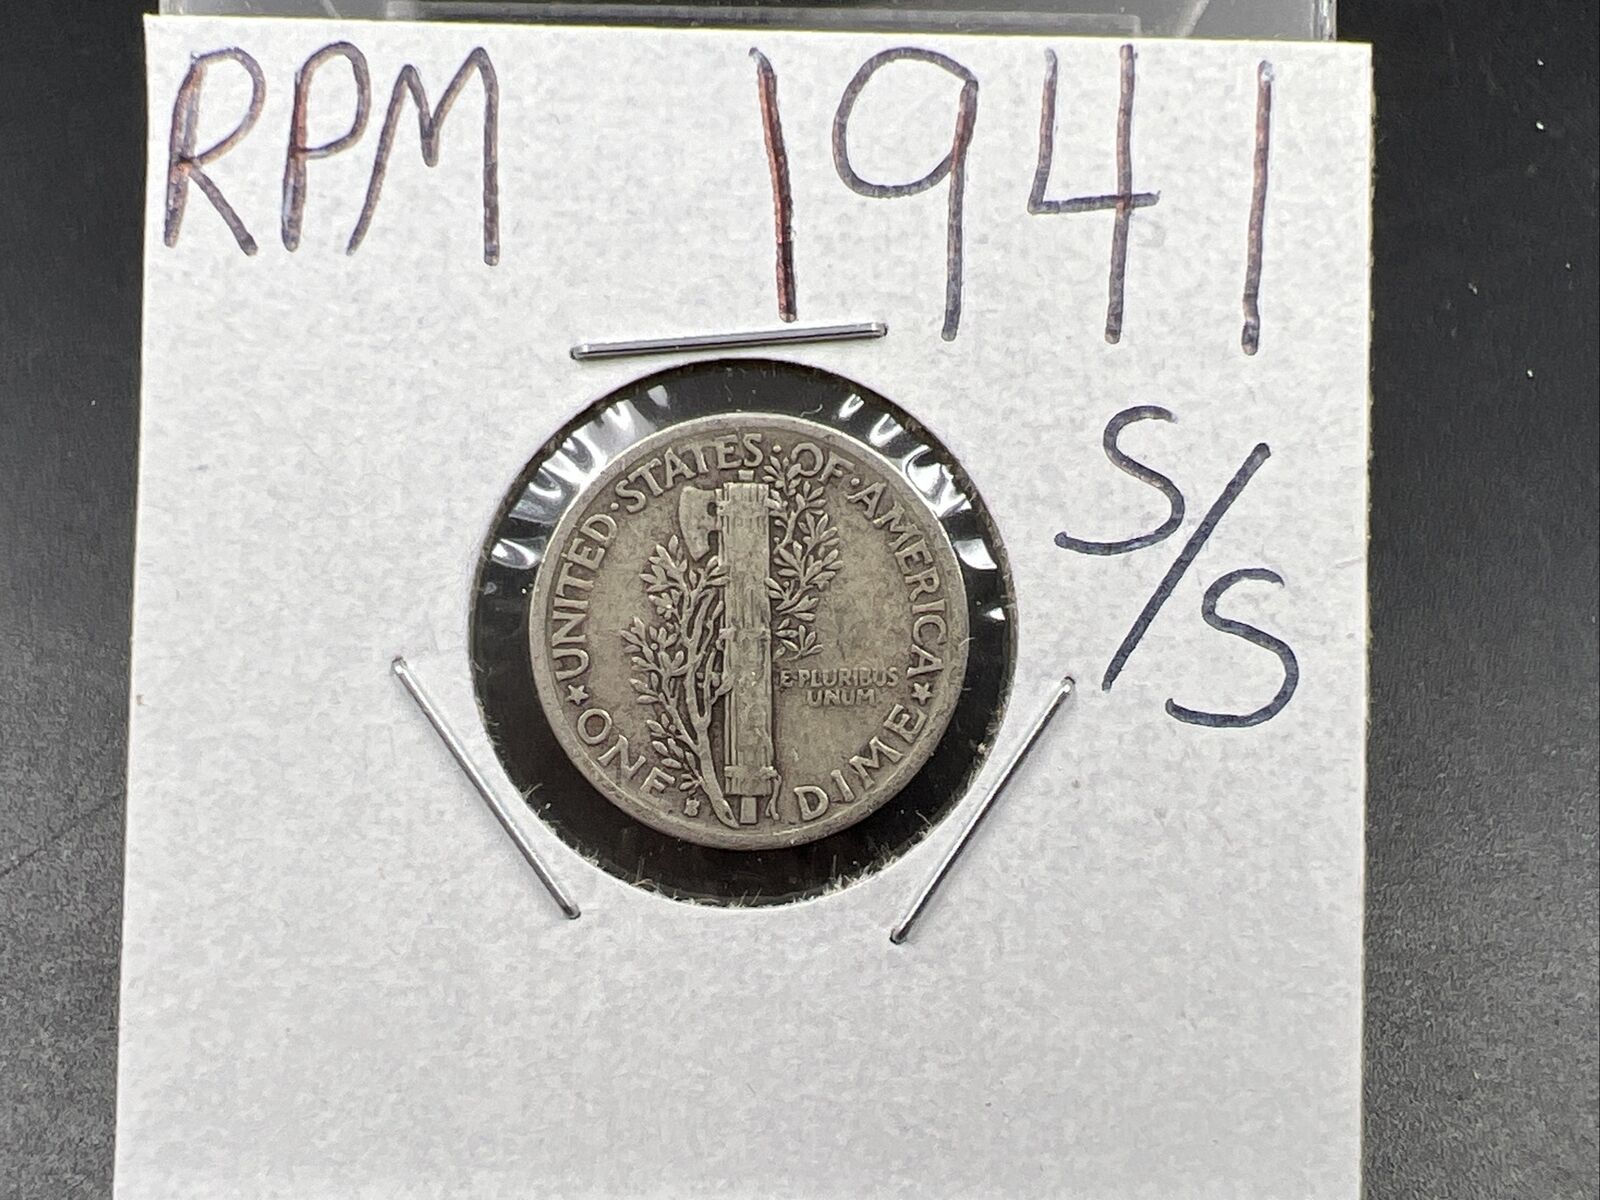 RPM 1941
S/S
UNITED·STATES·OF·AMERICA
E·PLURIBUS
UNUM
ONE DIME
S